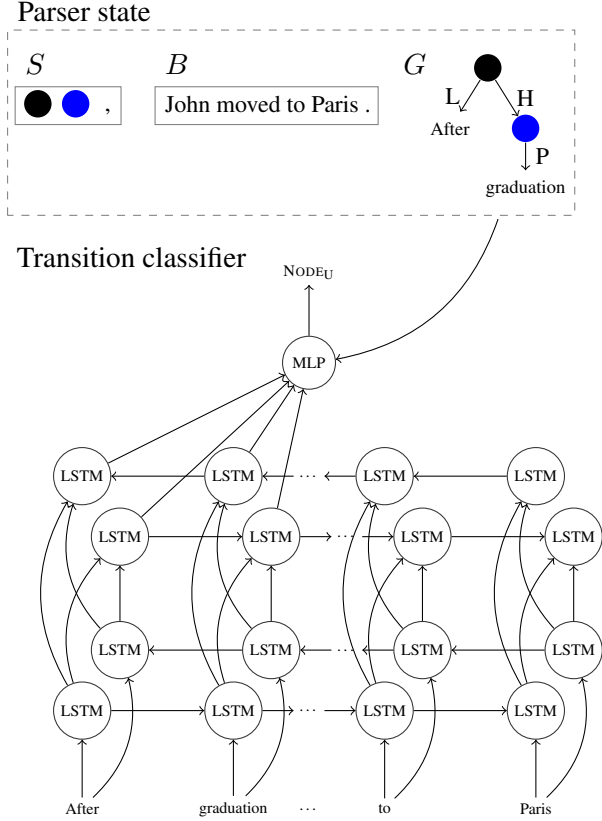 Parser state
S B G
, John moved to Paris .
L H
After
P
graduation
Transition classifier
NODE_U
MLP
LSTM LSTM ... LSTM LSTM
LSTM LSTM ... LSTM LSTM
LSTM LSTM ... LSTM LSTM
LSTM LSTM ... LSTM LSTM
After graduation ... to Paris